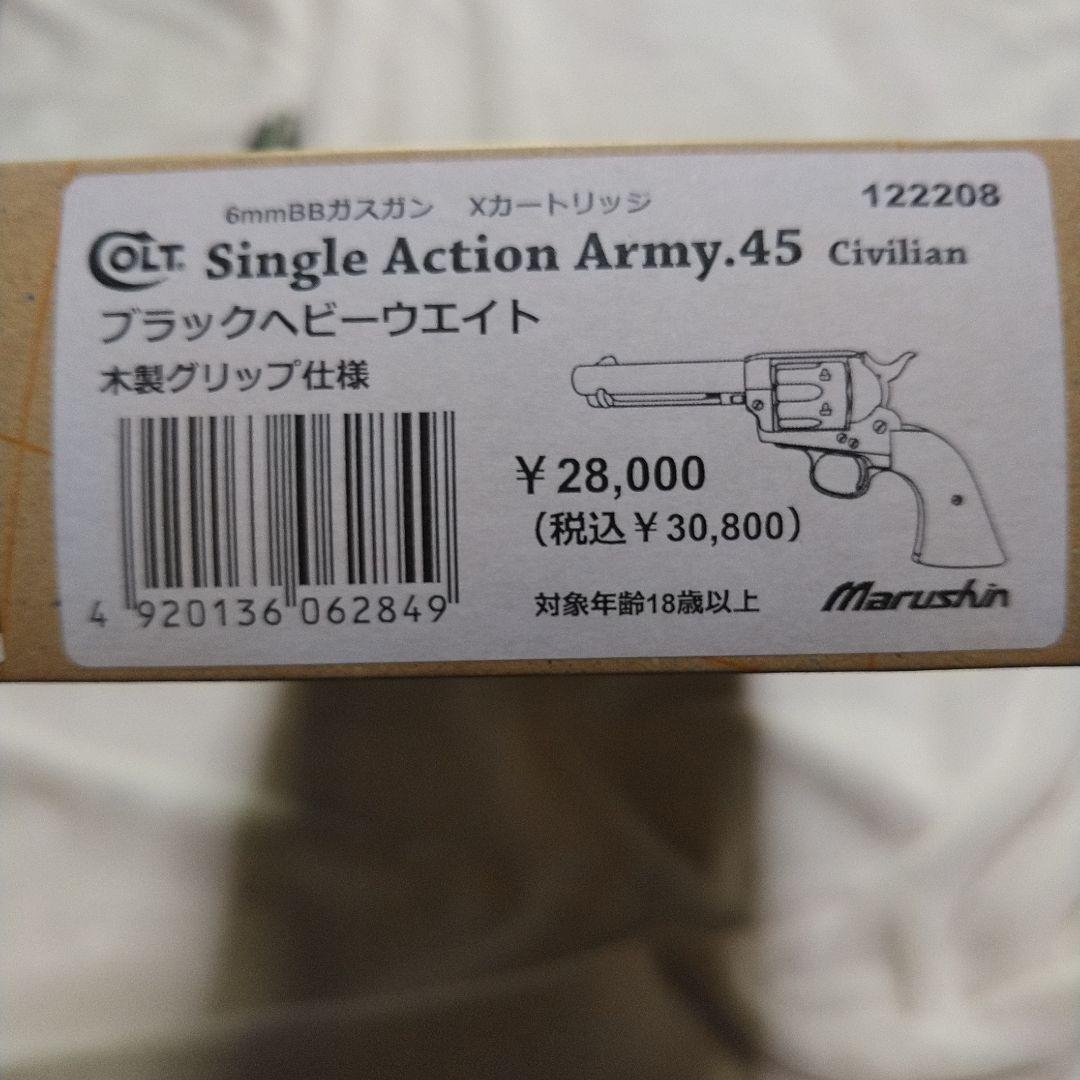 6mmBBガスガン Xカートリッジ 122208
COLT Single Action Army.45 Civilian
ブラックヘビーウエイト
木製グリップ仕様
¥28,000
(税込¥30,800)
対象年齢18歳以上 Marushin
4 920136 062849